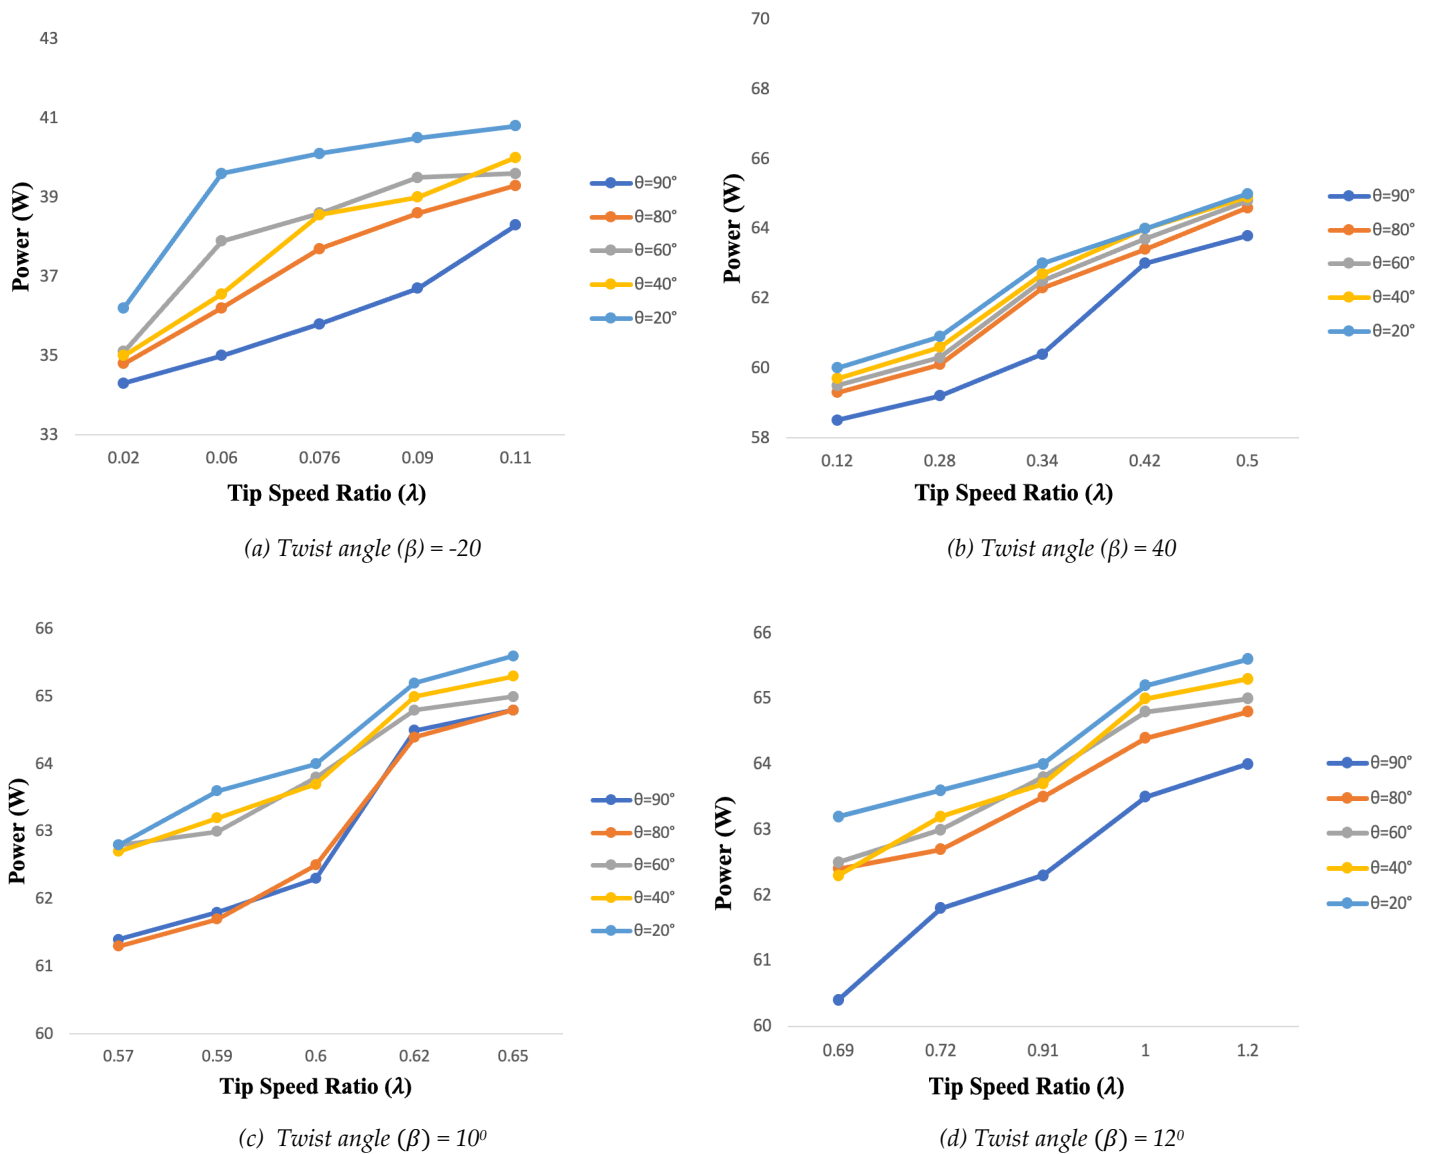 43
41
39
37
35
33
Power (W)
0.02 0.06 0.076 0.09 0.11
Tip Speed Ratio (λ)
θ=90°
θ=80°
θ=60°
θ=40°
θ=20°
(a) Twist angle (β) = -20
70
68
66
64
62
60
58
Power (W)
0.12 0.28 0.34 0.42 0.5
Tip Speed Ratio (λ)
θ=90°
θ=80°
θ=60°
θ=40°
θ=20°
(b) Twist angle (β) = 40
66
65
64
63
62
61
60
Power (W)
0.57 0.59 0.6 0.62 0.65
Tip Speed Ratio (λ)
θ=90°
θ=80°
θ=60°
θ=40°
θ=20°
(c) Twist angle (β) = 10⁰
66
65
64
63
62
61
60
Power (W)
0.69 0.72 0.91 1 1.2
Tip Speed Ratio (λ)
θ=90°
θ=80°
θ=60°
θ=40°
θ=20°
(d) Twist angle (β) = 12⁰